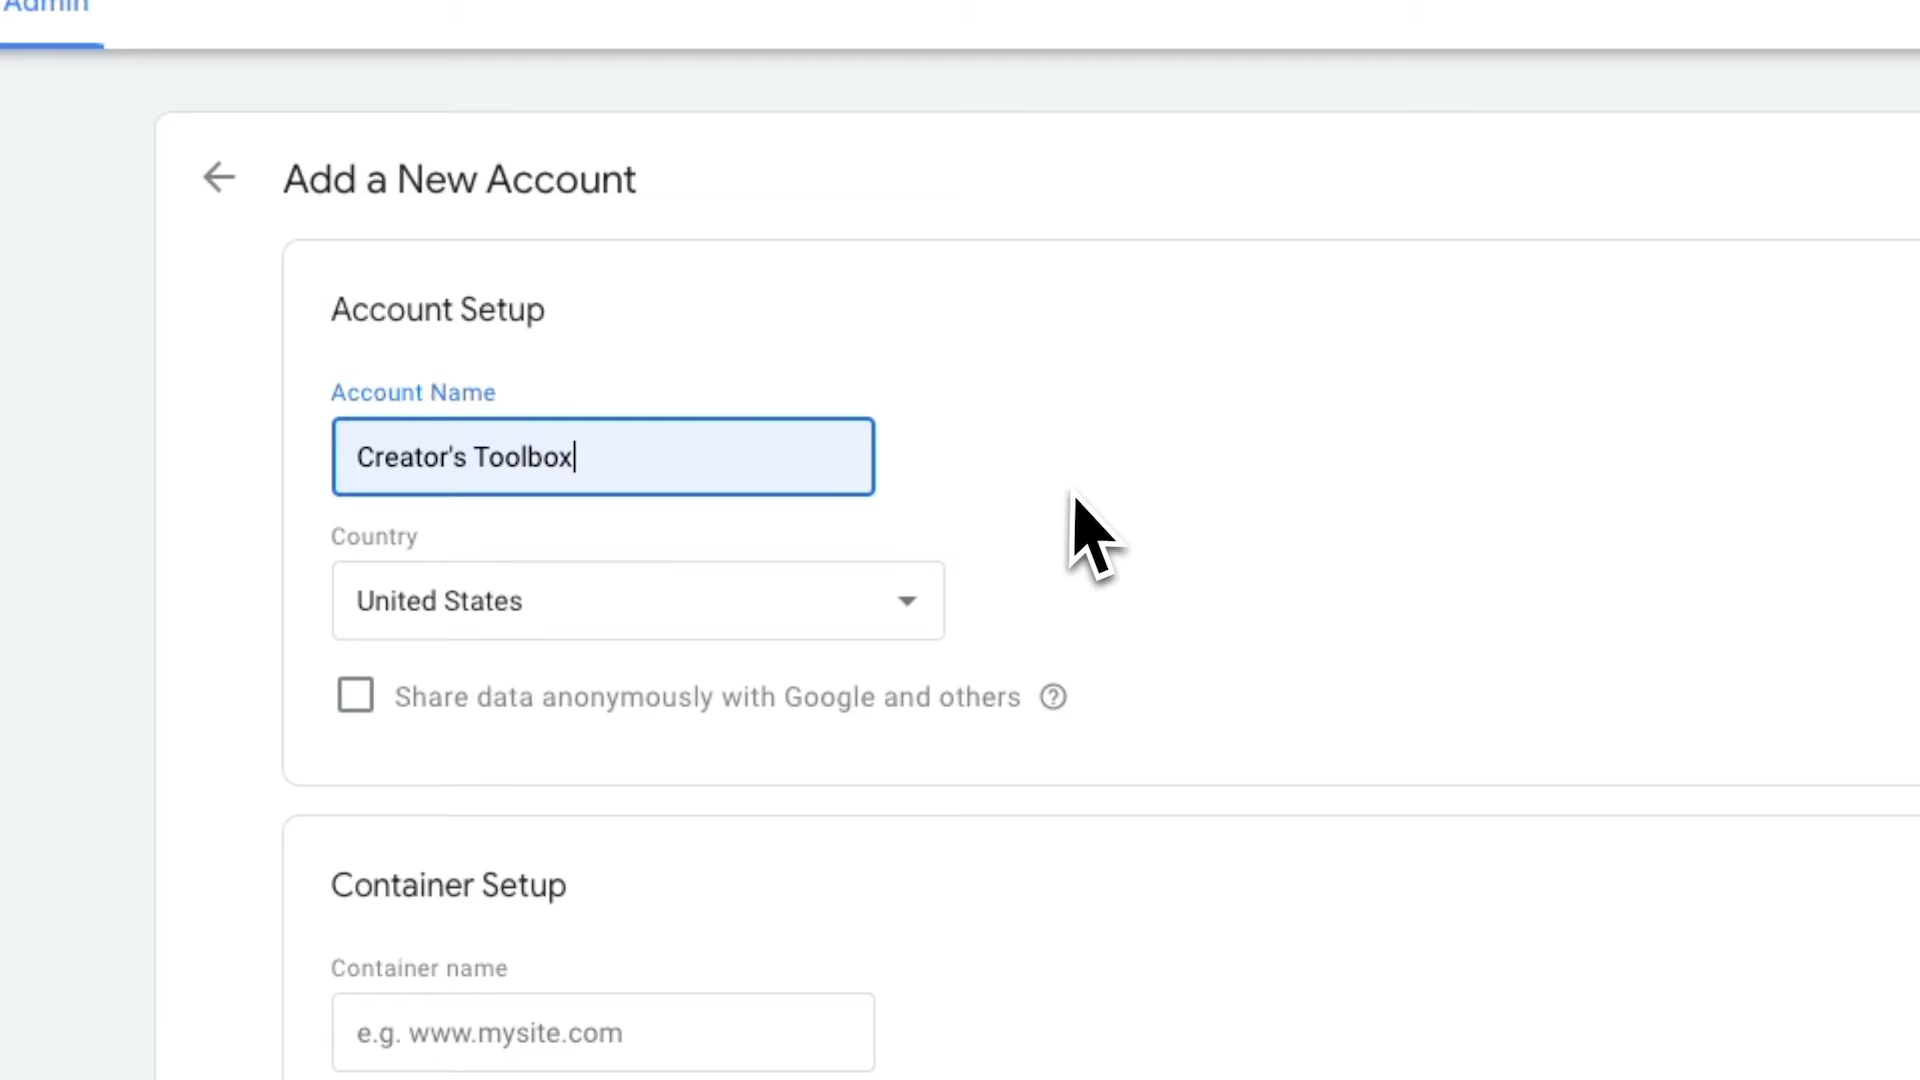 Admin
Add a New Account
Account Setup
Account Name
Creator's Toolbox
Country
United States
Share data anonymously with Google and others
Container Setup
Container name
e.g. www.mysite.com